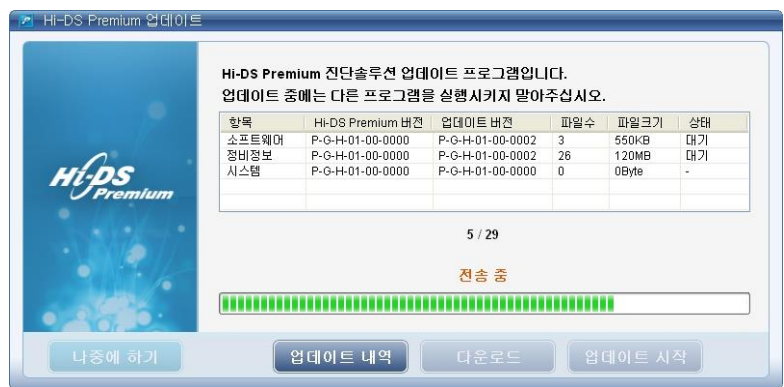 Hi-DS Premium 업데이트
Hi-DS Premium 진단솔루션 업데이트 프로그램입니다.
업데이트 중에는 다른 프로그램을 실행시키지 말아주십시오.
항목 Hi-DS Premium 버전 업데이트 버전 파일수 파일크기 상태
소프트웨어 P-G-H-01-00-0000 P-G-H-01-00-0002 3 550KB 대기
정비정보 P-G-H-01-00-0000 P-G-H-01-00-0002 26 120MB 대기
시스템 P-G-H-01-00-0000 P-G-H-01-00-0000 0 0Byte -
Hi-DS
Premium
5 / 29
전송 중
나중에 하기 업데이트 내역 다운로드 업데이트 시작